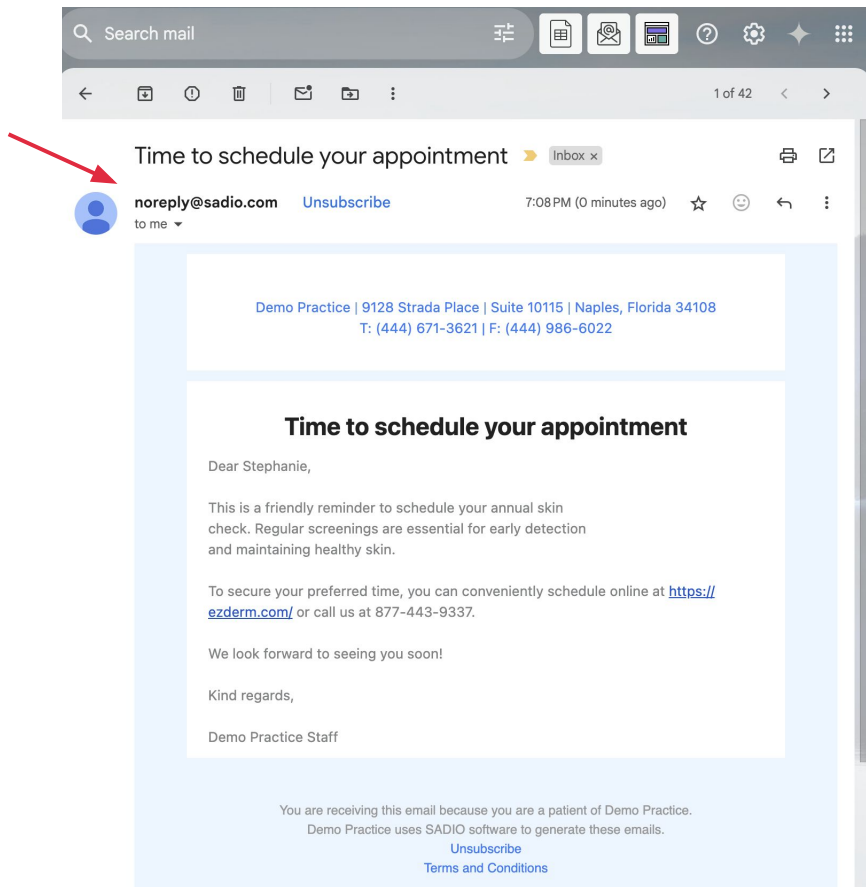 Search mail
1 of 42
Time to schedule your appointment
Inbox x
noreply@sadio.com Unsubscribe 7:08 PM (0 minutes ago)
to me
Demo Practice | 9128 Strada Place | Suite 10115 | Naples, Florida 34108
T: (444) 671-3621 | F: (444) 986-6022
Time to schedule your appointment
Dear Stephanie,
This is a friendly reminder to schedule your annual skin
check. Regular screenings are essential for early detection
and maintaining healthy skin.
To secure your preferred time, you can conveniently schedule online at https://
ezderm.com/ or call us at 877-443-9337.
We look forward to seeing you soon!
Kind regards,
Demo Practice Staff
You are receiving this email because you are a patient of Demo Practice.
Demo Practice uses SADIO software to generate these emails.
Unsubscribe
Terms and Conditions